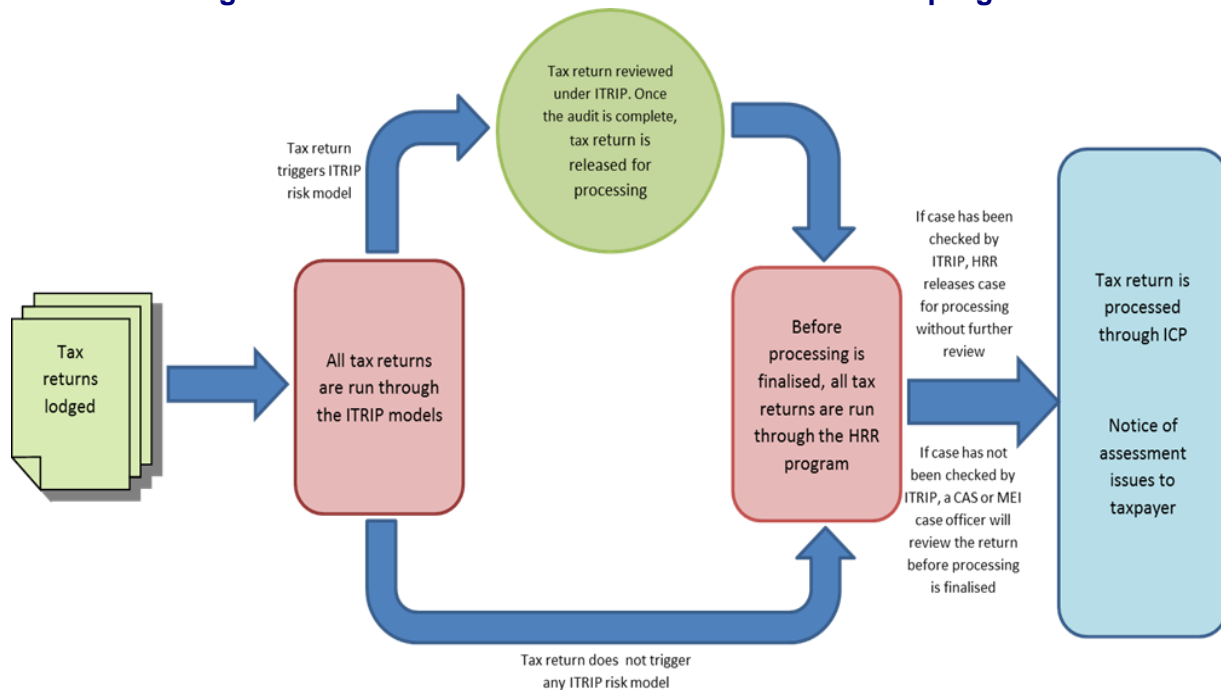 Tax return reviewed
under ITRIP. Once
the audit is complete,
tax return is
released for
processing
Tax return
triggers ITRIP
risk model
Tax
returns
lodged
All tax returns
are run through
the ITRIP models
Before
processing is
finalised, all tax
returns are run
through the HRR
program
If case has been
checked by
ITRIP, HRR
releases case
for processing
without further
review
If case has not
been checked by
ITRIP, a CAS or MEI
case officer will
review the return
before processing
is finalised
Tax return is
processed
through ICP
Notice of
assessment
issues to
taxpayer
Tax return does not trigger
any ITRIP risk model